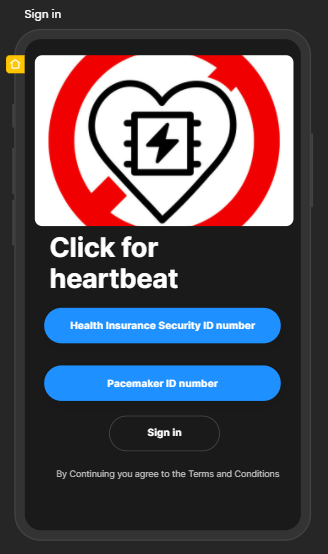 Sign in
Click for
heartbeat
Health Insurance Security ID number
Pacemaker ID number
Sign in
By Continuing you agree to the Terms and Conditions